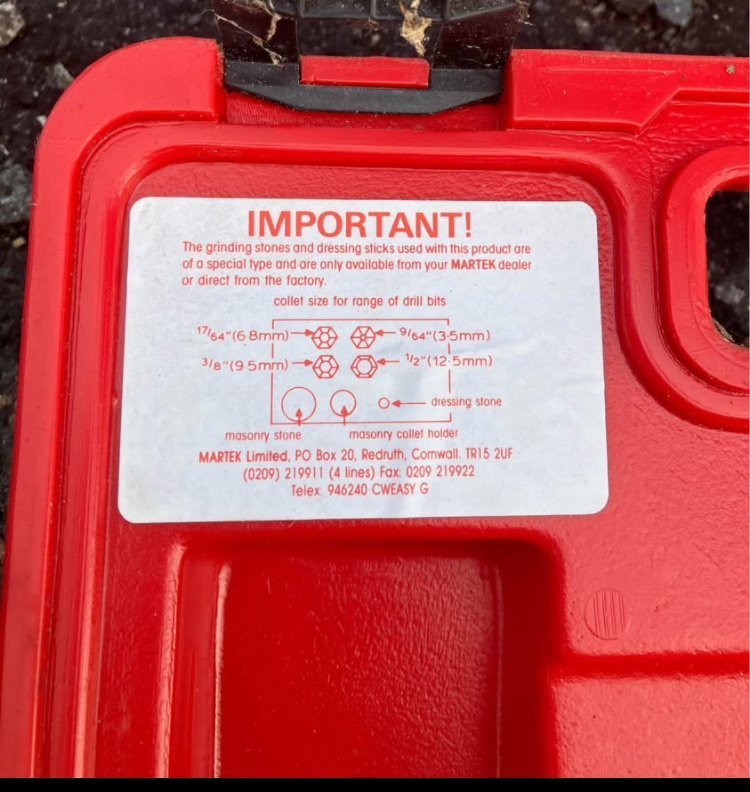 IMPORTANT!
The grinding stones and dressing sticks used with this product are
of a special type and are only available from your MARTEK dealer
or direct from the factory.
collet size for range of drill bits
17/64"(6·8mm) 9/64"(3·5mm)
3/8"(9·5mm) 1/2"(12·5mm)
dressing stone
masonry stone masonry collet holder
MARTEK Limited, PO Box 20, Redruth, Cornwall. TR15 2UF
(0209) 219911 (4 lines) Fax: 0209 219922
Telex: 946240 CWEASY G